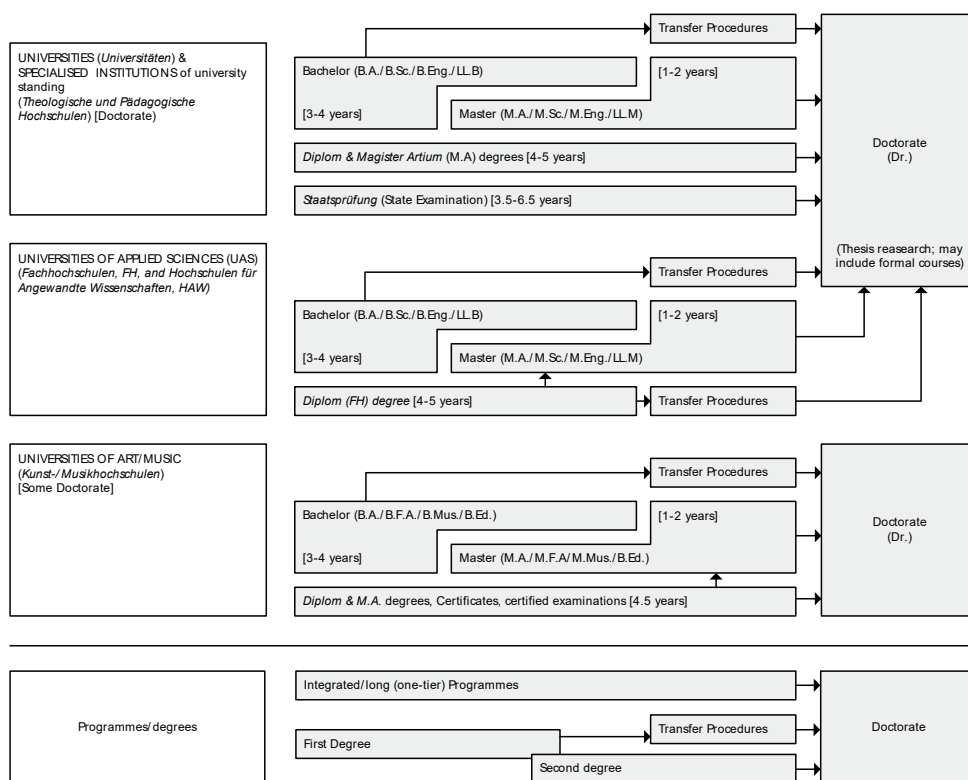 UNIVERSITIES (Universitäten) &
SPECIALISED INSTITUTIONS of university
standing
(Theologische und Pädagogische
Hochschulen) [Doctorate)
Transfer Procedures
Bachelor (B.A./B.Sc./B.Eng./LL.B)
[1-2 years]
[3-4 years]
Master (M.A./M.Sc./M.Eng./LL.M)
Diplom & Magister Artium (M.A) degrees [4-5 years]
Staatsprüfung (State Examination) [3.5-6.5 years]
Doctorate
(Dr.)
(Thesis reasearch; may
include formal courses)
UNIVERSITIES OF APPLIED SCIENCES (UAS)
(Fachhochschulen, FH, and Hochschulen für
Angewandte Wissenschaften, HAW)
Transfer Procedures
Bachelor (B.A./B.Sc./B.Eng./LL.B)
[1-2 years]
[3-4 years]
Master (M.A./M.Sc./M.Eng./LL.M)
Diplom (FH) degree [4-5 years]
Transfer Procedures
UNIVERSITIES OF ART/MUSIC
(Kunst-/Musikhochschulen)
[Some Doctorate]
Transfer Procedures
Bachelor (B.A./B.F.A./B.Mus./B.Ed.)
[1-2 years]
[3-4 years]
Master (M.A./M.F.A/M.Mus./B.Ed.)
Diplom & M.A. degrees, Certificates, certified examinations [4.5 years]
Doctorate
(Dr.)
Programmes/degrees
Integrated/long (one-tier) Programmes
Transfer Procedures
First Degree
Second degree
Doctorate